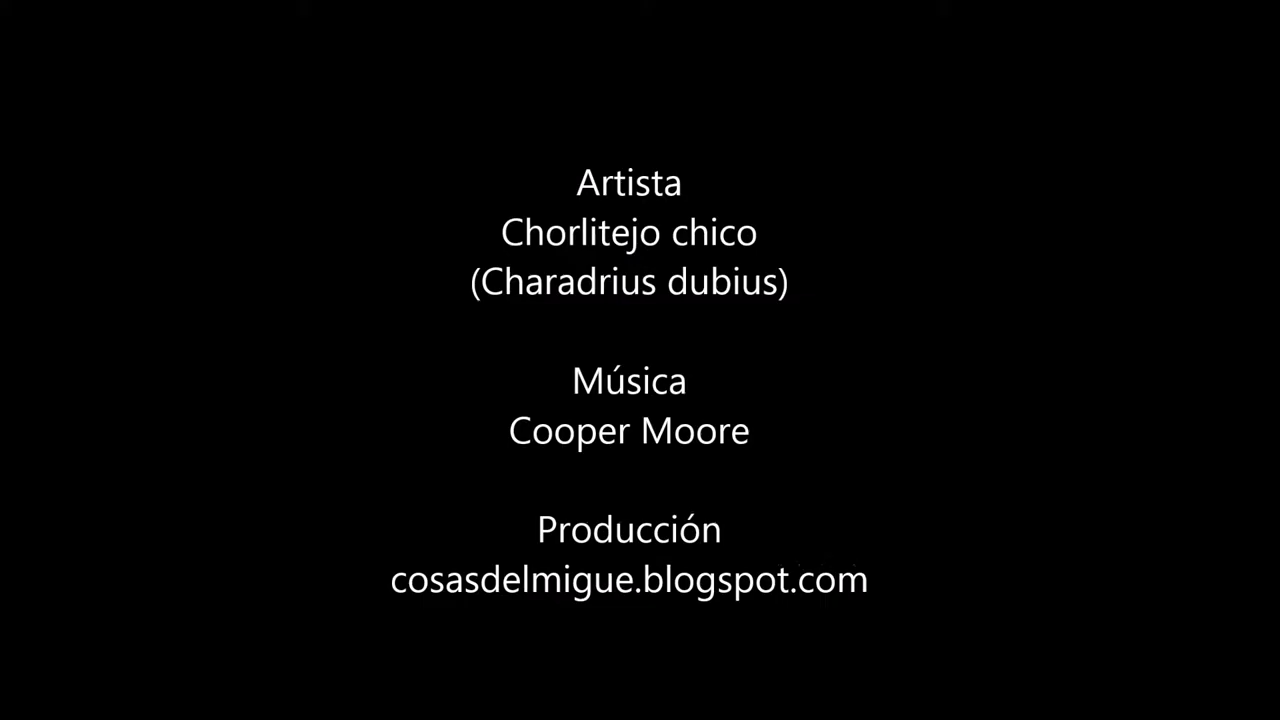 Artista
Chorlitejo chico
(Charadrius dubius)
Música
Cooper Moore
Producción
cosasdelmigue.blogspot.com